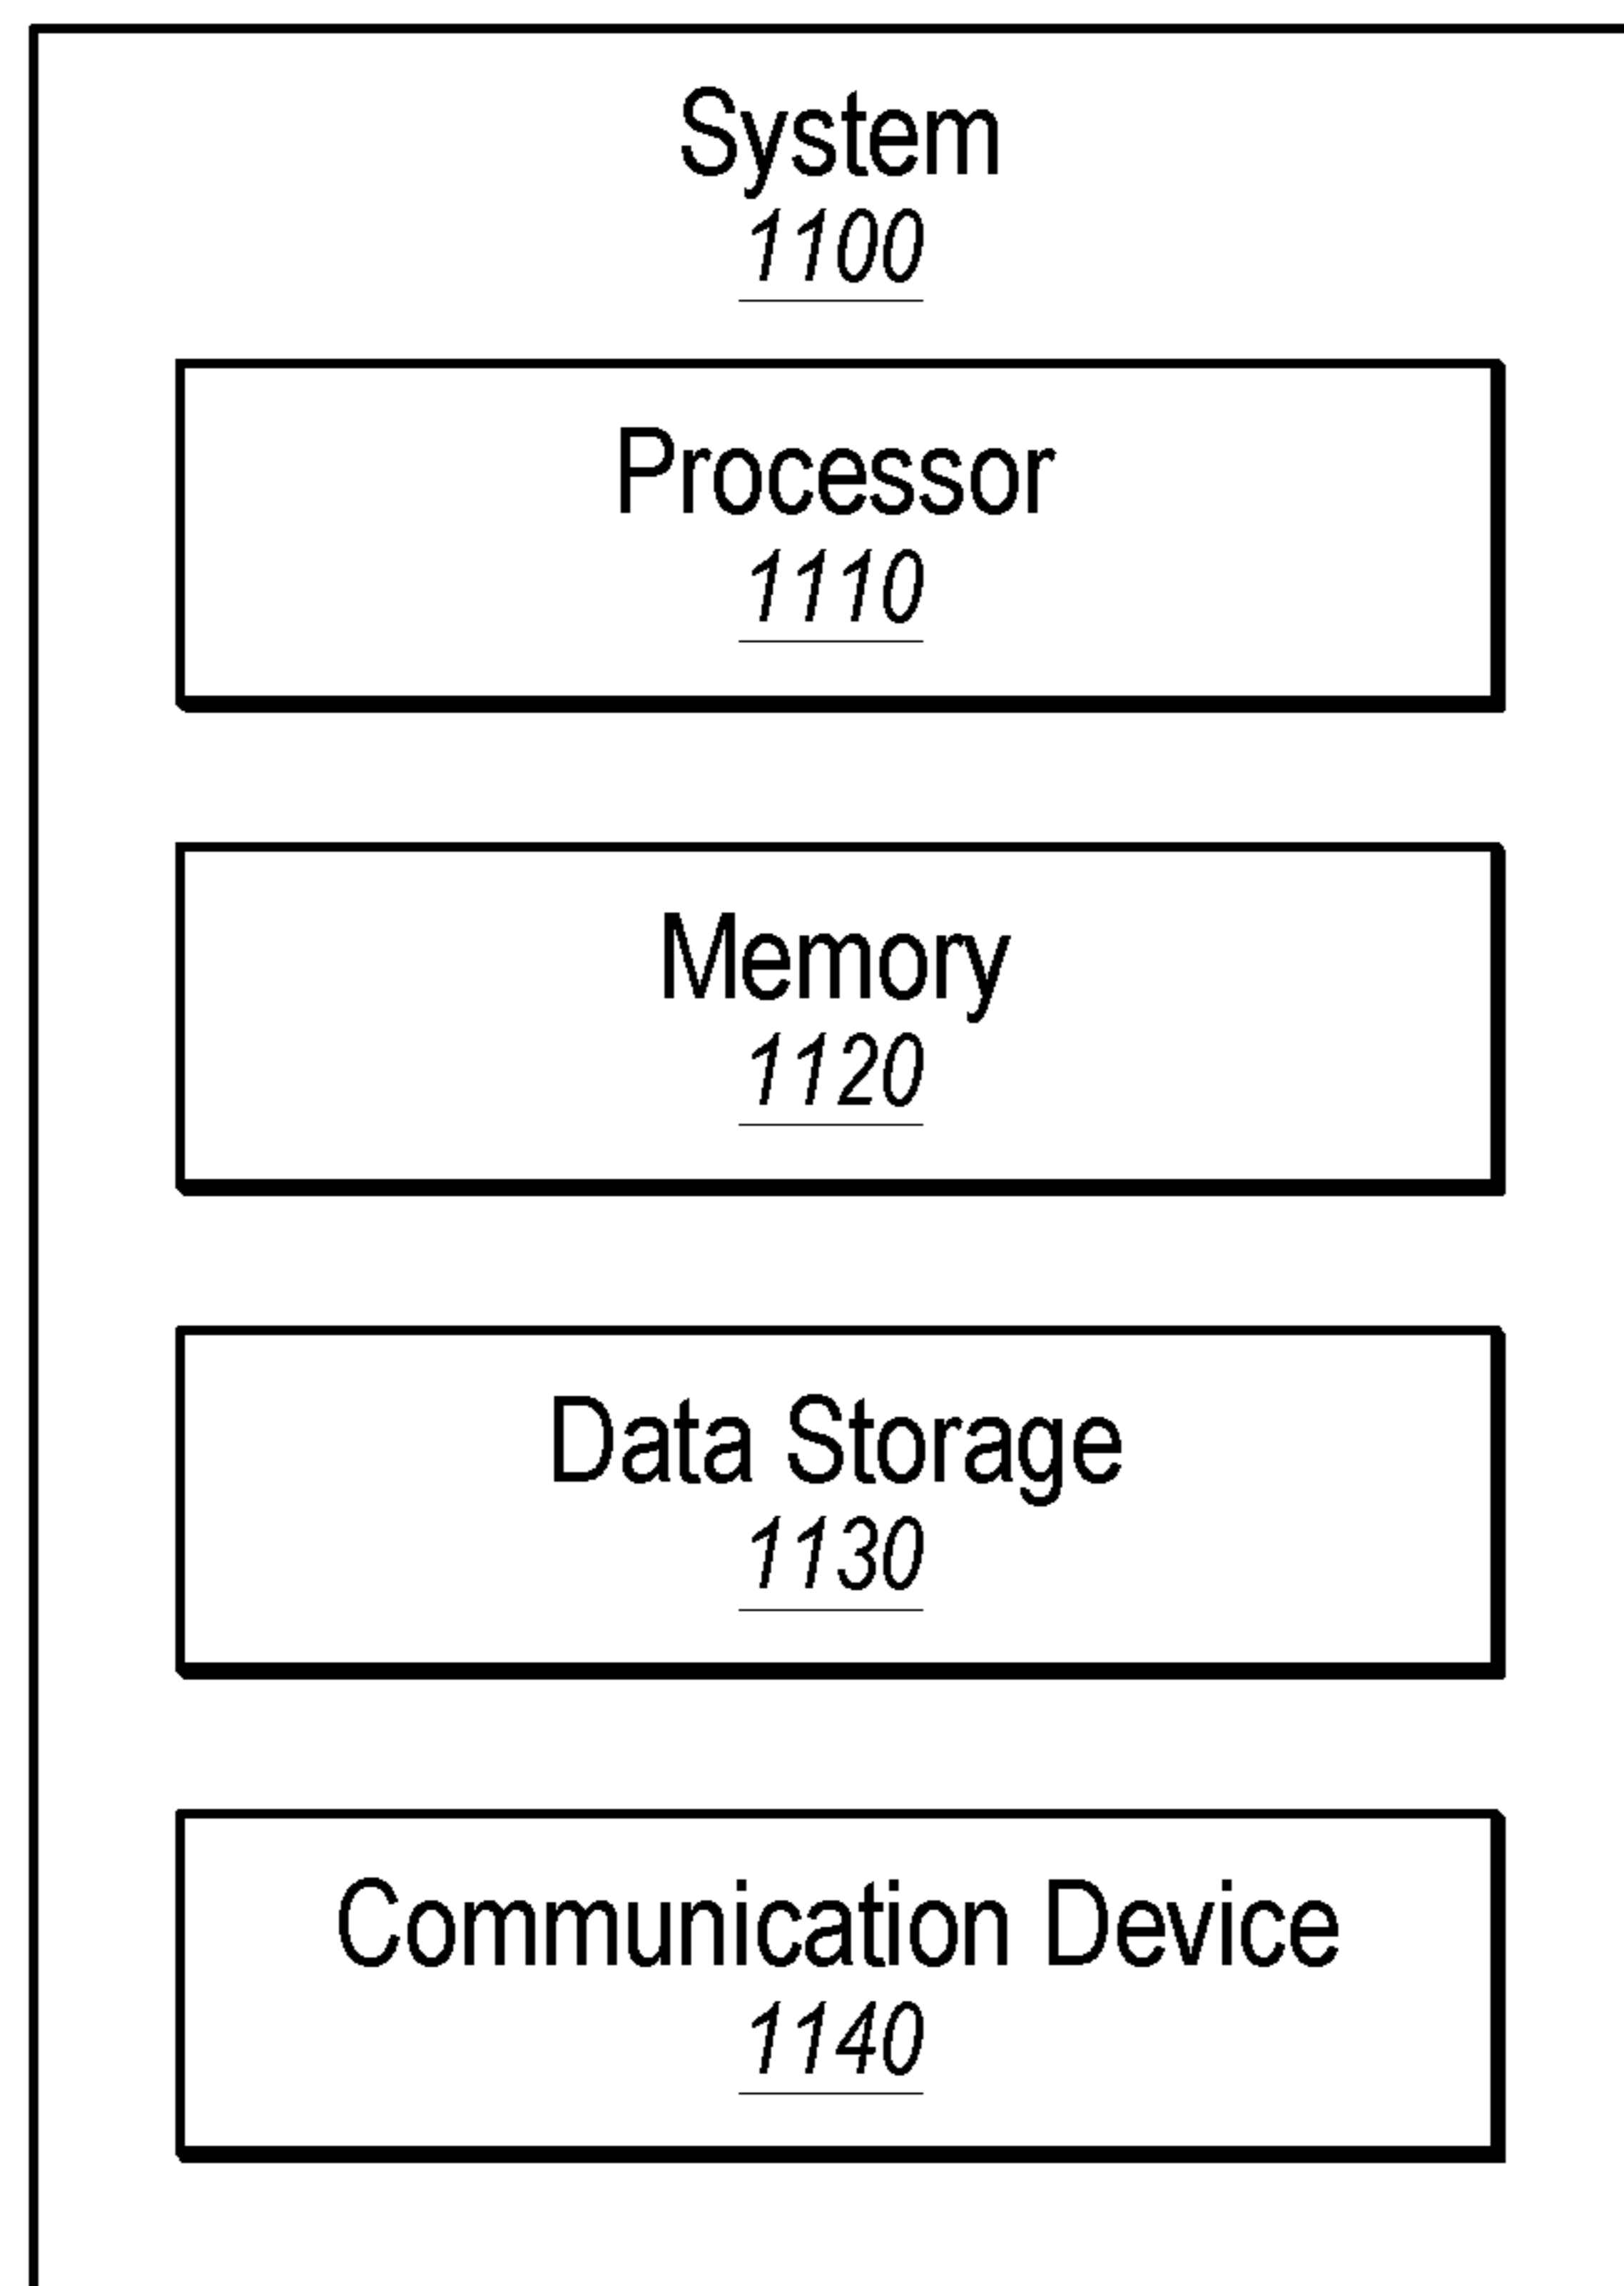 System
1100
Processor
1110
Memory
1120
Data Storage
1130
Communication Device
1140